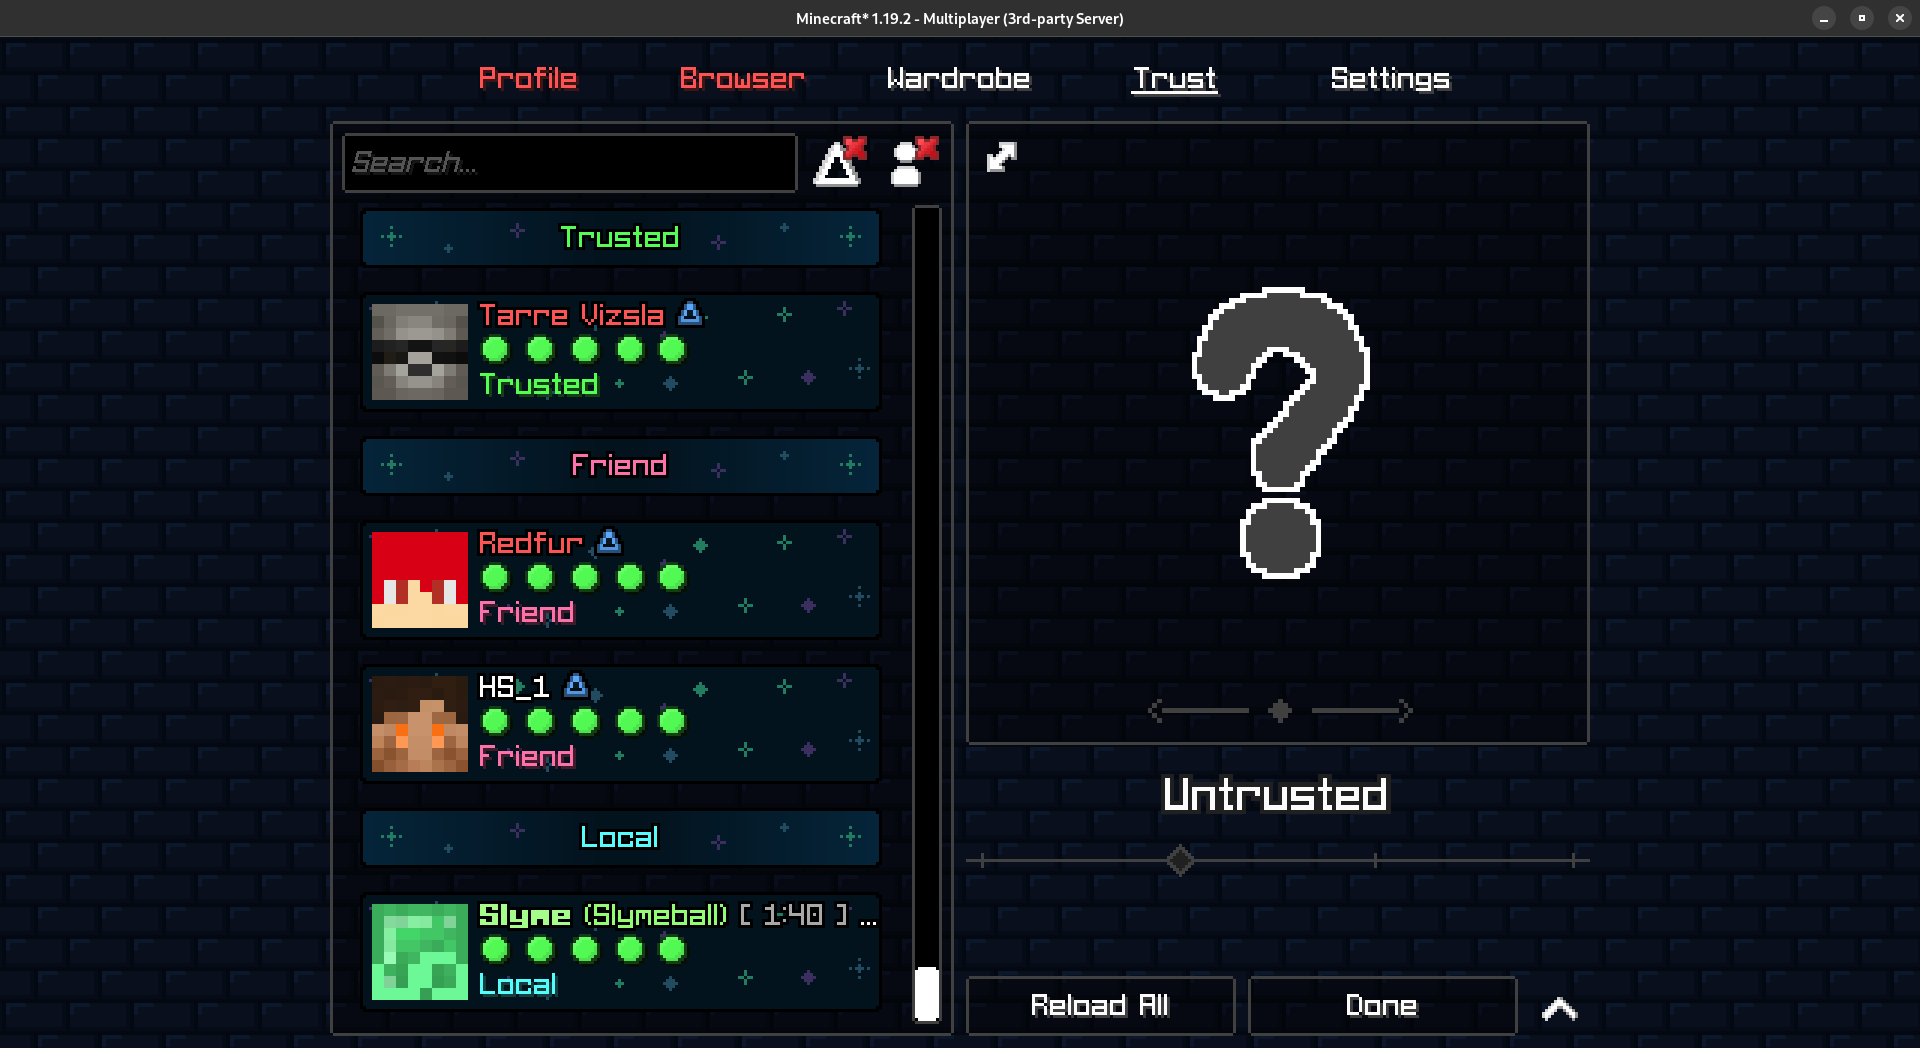 Minecraft* 1.19.2 - Multiplayer (3rd-party Server)
Profile Browser Wardrobe Trust Settings
Search...
Trusted
Tarre Vizsla
Trusted
Friend
Redfur
Friend
HS_1
Friend
Local
Slyme (Slymeball) [ 1:40 ] ...
Local
Untrusted
Reload All
Done